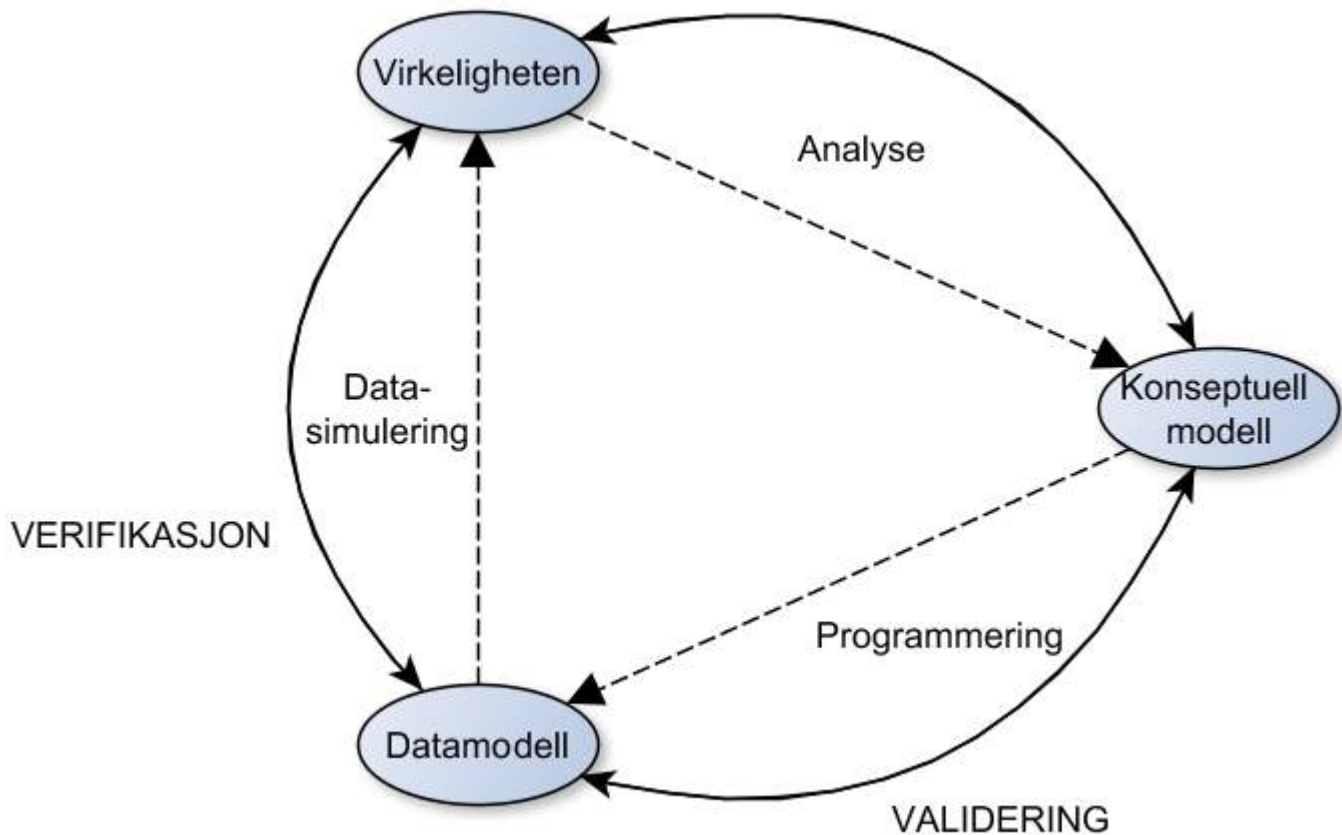 Virkeligheten
Analyse
Konseptuell
modell
Data-
simulering
VERIFIKASJON
Programmering
Datamodell
VALIDERING